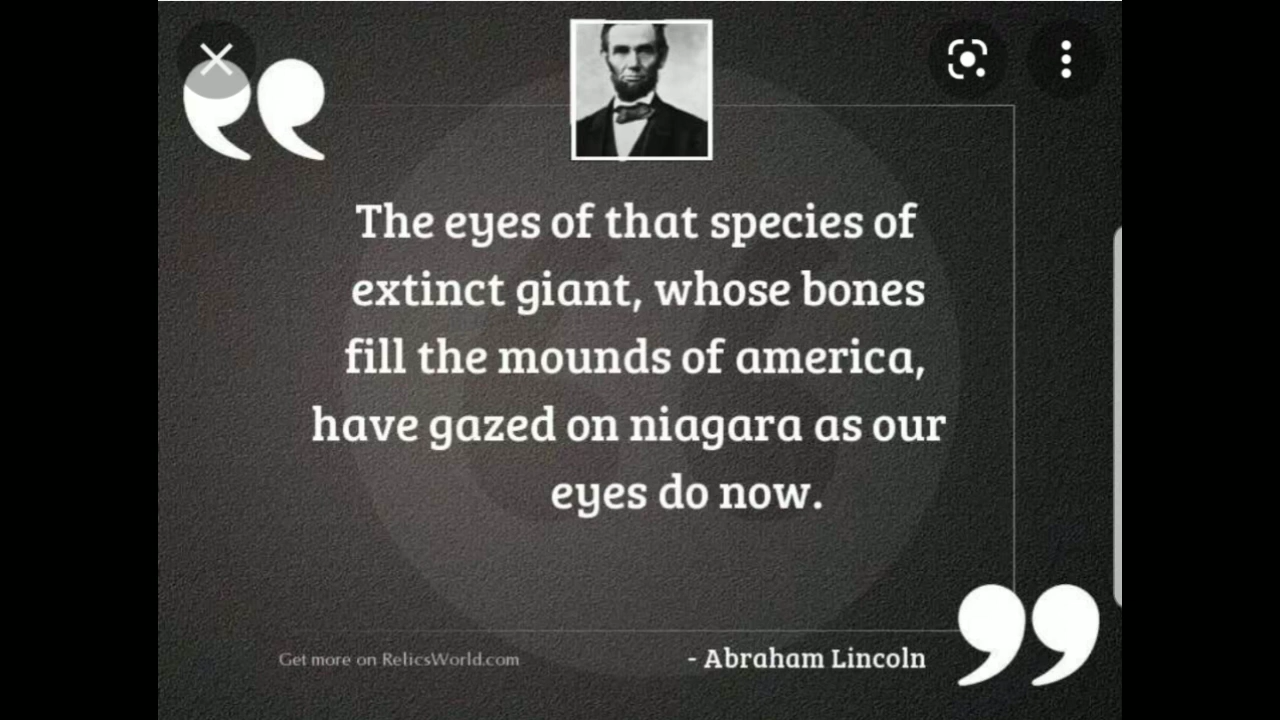 The eyes of that species of
extinct giant, whose bones
fill the mounds of america,
have gazed on niagara as our
eyes do now.
Get more on RelicsWorld.com
- Abraham Lincoln